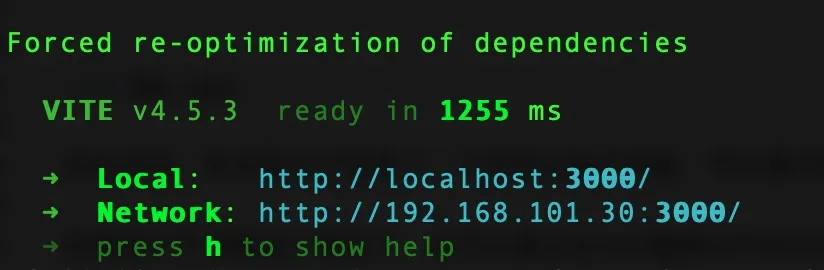 Forced re-optimization of dependencies
VITE v4.5.3 ready in 1255 ms
➜ Local: http://localhost:3000/
➜ Network: http://192.168.101.30:3000/
➜ press h to show help